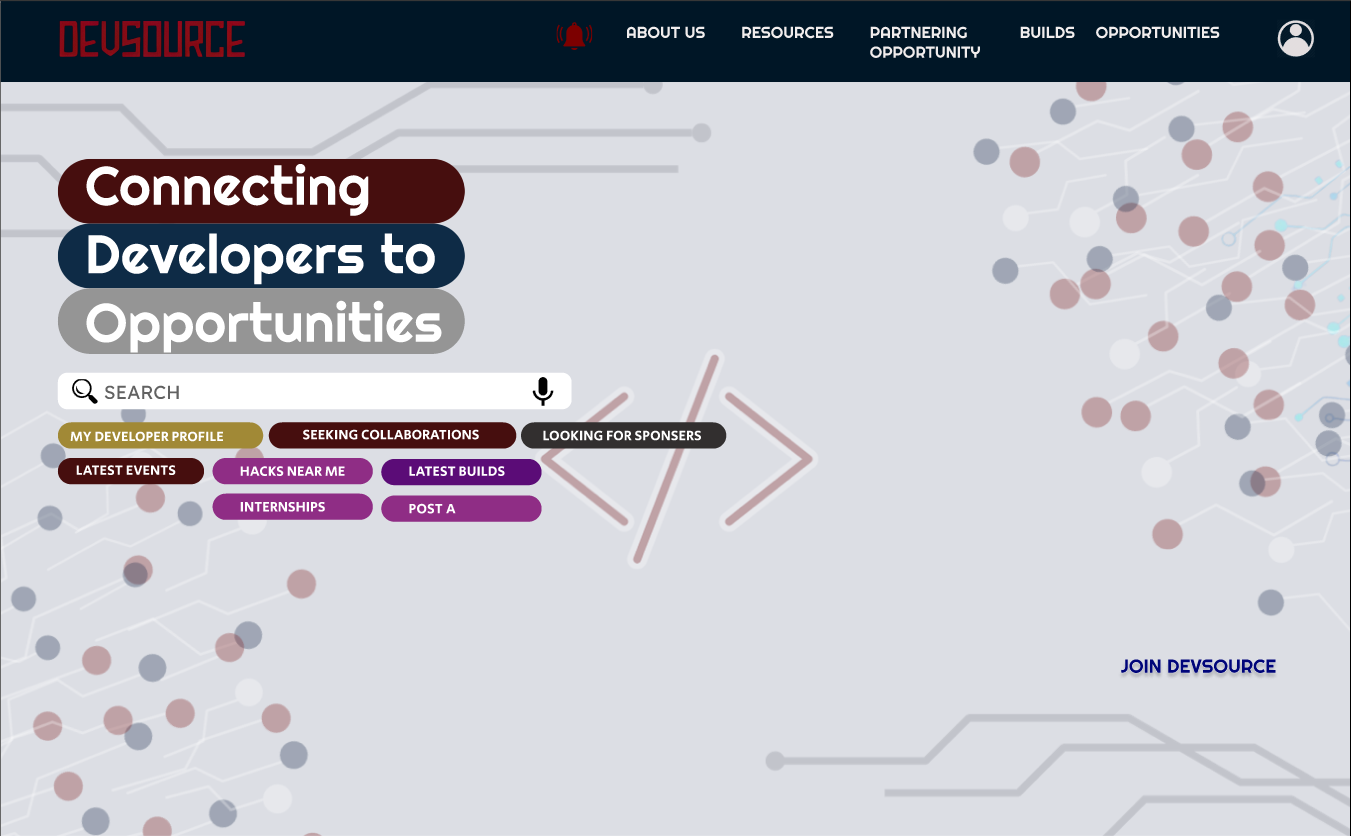 DEVSOURCE
ABOUT US
RESOURCES
PARTNERING
OPPORTUNITY
BUILDS
OPPORTUNITIES
Connecting
Developers to
Opportunities
SEARCH
MY DEVELOPER PROFILE
SEEKING COLLABORATIONS
LOOKING FOR SPONSERS
LATEST EVENTS
HACKS NEAR ME
LATEST BUILDS
INTERNSHIPS
POST A
</>
JOIN DEVSOURCE